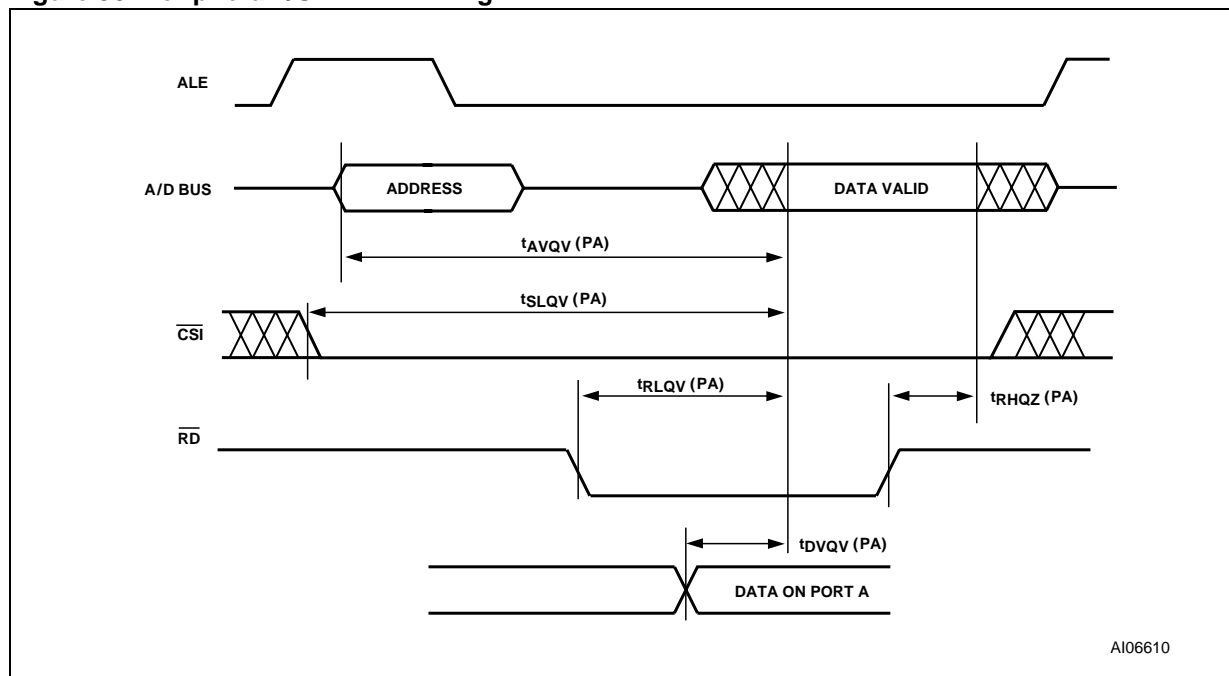 ALE
A/D BUS
ADDRESS
DATA VALID
tAVQV (PA)
tSLQV (PA)
CSI
tRLQV (PA)
tRHQZ (PA)
RD
tDVQV (PA)
DATA ON PORT A
AI06610